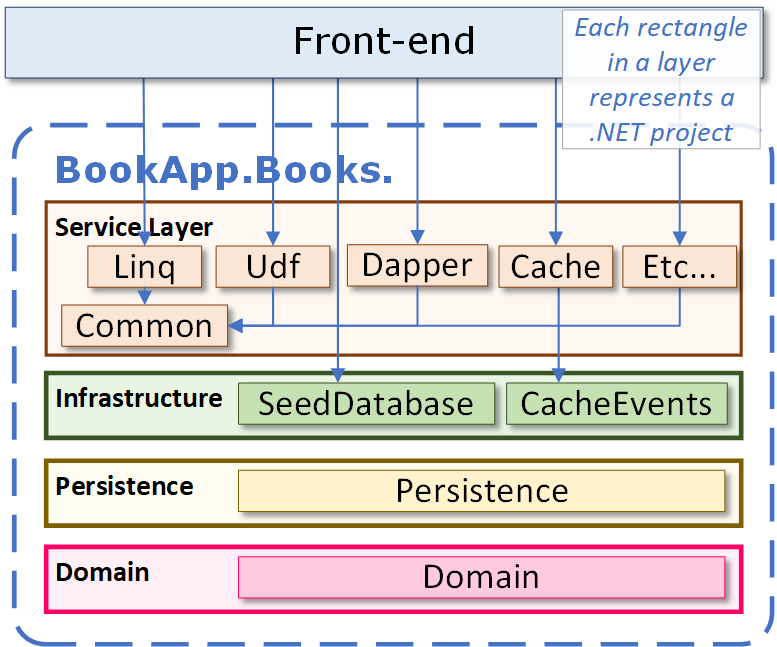 Front-end
Each rectangle
in a layer
represents a
.NET project
BookApp.Books.
Service Layer
Linq
Udf
Dapper
Cache
Etc...
Common
Infrastructure
SeedDatabase
CacheEvents
Persistence
Persistence
Domain
Domain